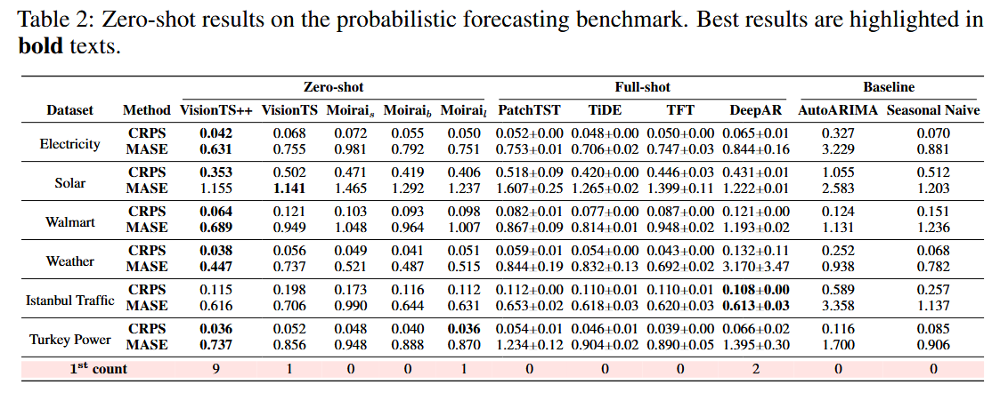 Table 2: Zero-shot results on the probabilistic forecasting benchmark. Best results are highlighted in
bold texts.
Zero-shot Full-shot Baseline
Dataset Method VisionTS++ VisionTS Moirai_s Moirai_b Moirai_l PatchTST TiDE TFT DeepAR AutoARIMA Seasonal Naive
Electricity CRPS 0.042 0.068 0.072 0.055 0.050 0.052+0.00 0.048+0.00 0.050+0.00 0.065+0.01 0.327 0.070
MASE 0.631 0.755 0.981 0.792 0.751 0.753+0.01 0.706+0.02 0.747+0.03 0.844+0.16 3.229 0.881
Solar CRPS 0.353 0.502 0.471 0.419 0.406 0.518+0.09 0.420+0.00 0.446+0.03 0.431+0.01 1.055 0.512
MASE 1.155 1.141 1.465 1.292 1.237 1.607+0.25 1.265+0.02 1.399+0.11 1.222+0.01 2.583 1.203
Walmart CRPS 0.064 0.121 0.103 0.093 0.098 0.082+0.01 0.077+0.00 0.087+0.00 0.121+0.00 0.124 0.151
MASE 0.689 0.949 1.048 0.964 1.007 0.867+0.09 0.814+0.01 0.948+0.02 1.193+0.02 1.131 1.236
Weather CRPS 0.038 0.056 0.049 0.041 0.051 0.059+0.01 0.054+0.00 0.043+0.00 0.132+0.11 0.252 0.068
MASE 0.447 0.737 0.521 0.487 0.515 0.844+0.19 0.832+0.13 0.692+0.02 3.170+3.47 0.938 0.782
Istanbul Traffic CRPS 0.115 0.198 0.173 0.116 0.112 0.112+0.00 0.110+0.01 0.110+0.01 0.108+0.00 0.589 0.257
MASE 0.616 0.706 0.990 0.644 0.631 0.653+0.02 0.618+0.03 0.620+0.03 0.613+0.03 3.358 1.137
Turkey Power CRPS 0.036 0.052 0.048 0.040 0.036 0.054+0.01 0.046+0.01 0.039+0.00 0.066+0.02 0.116 0.085
MASE 0.737 0.856 0.948 0.888 0.870 1.234+0.12 0.904+0.02 0.890+0.05 1.395+0.30 1.700 0.906
1st count 9 1 0 0 1 0 0 0 2 0 0